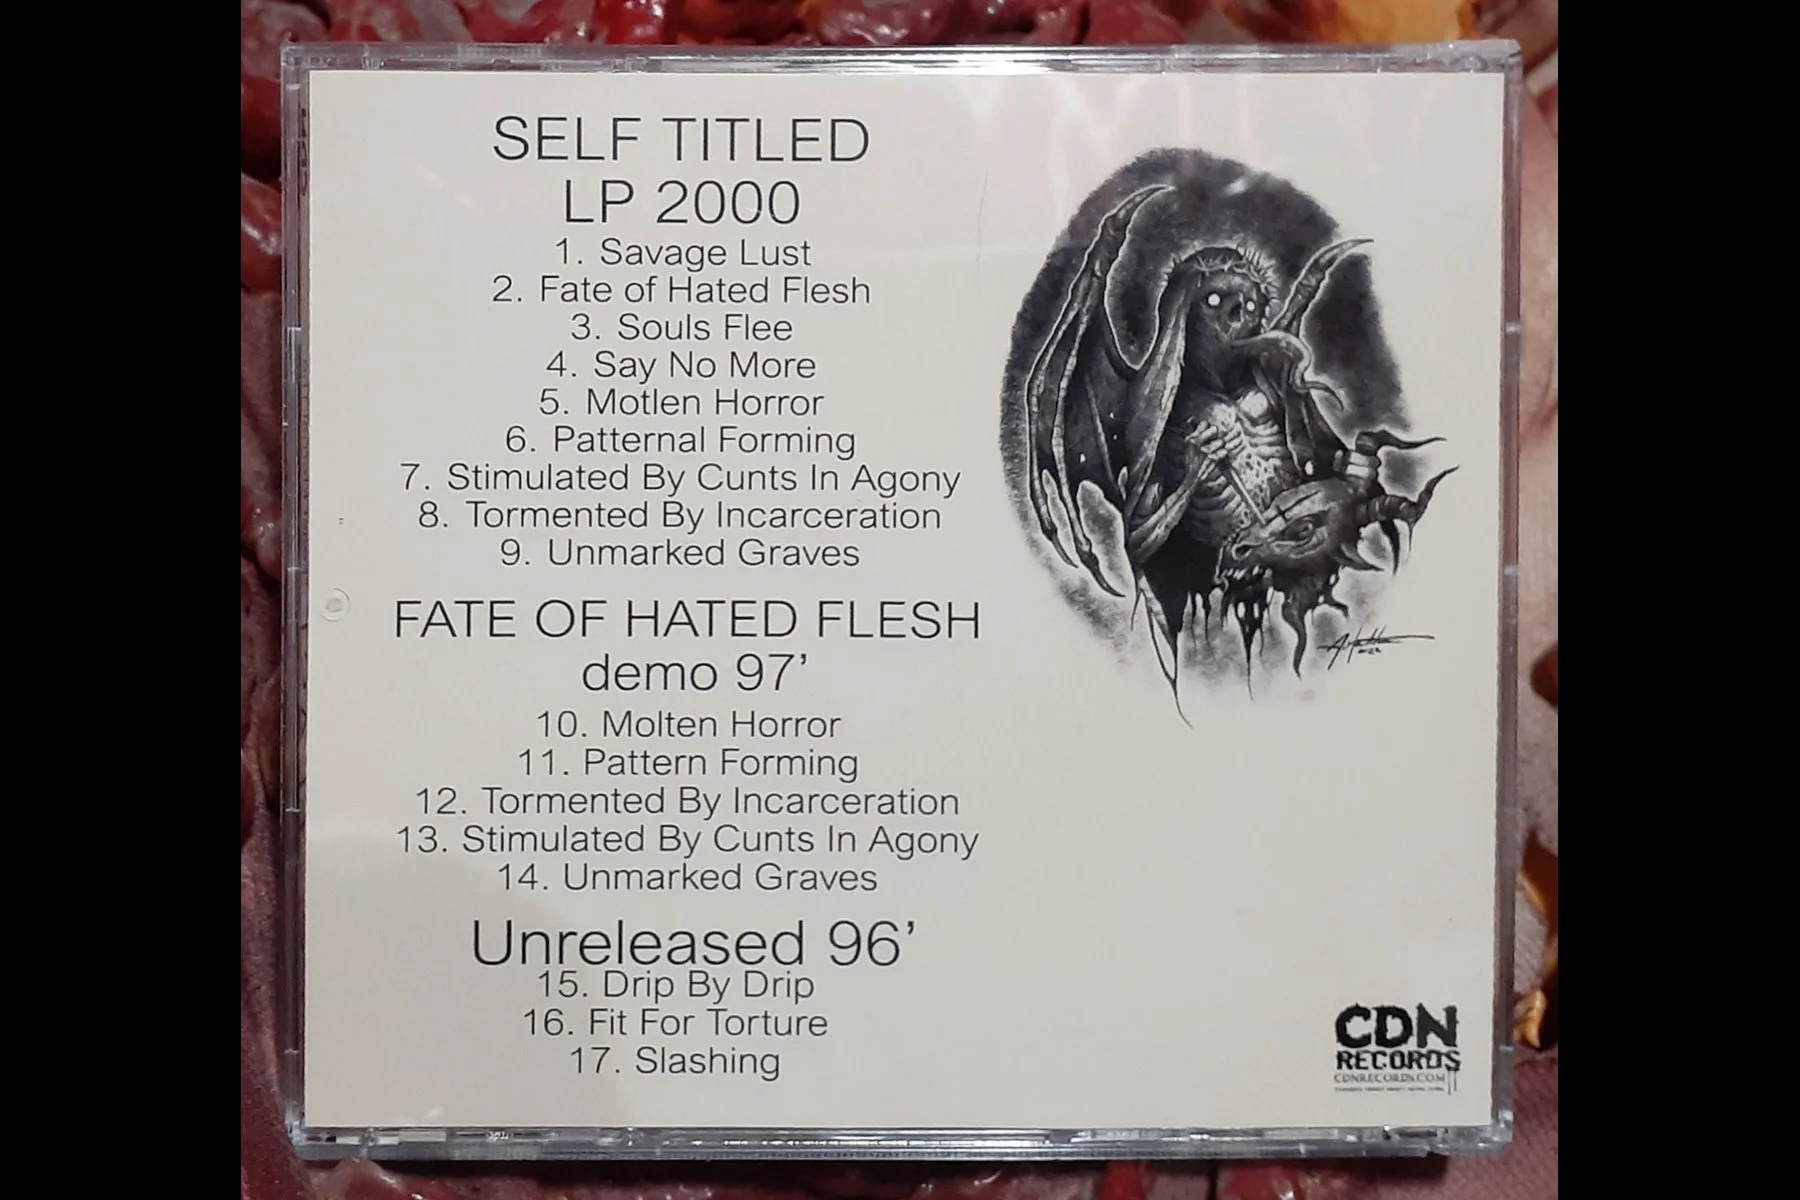 SELF TITLED
LP 2000
1. Savage Lust
2. Fate of Hated Flesh
3. Souls Flee
4. Say No More
5. Motlen Horror
6. Patternal Forming
7. Stimulated By Cunts In Agony
8. Tormented By Incarceration
9. Unmarked Graves
FATE OF HATED FLESH
demo 97’
10. Molten Horror
11. Pattern Forming
12. Tormented By Incarceration
13. Stimulated By Cunts In Agony
14. Unmarked Graves
Unreleased 96’
15. Drip By Drip
16. Fit For Torture
17. Slashing
CDN
RECORDS
CDNRECORDS.COM